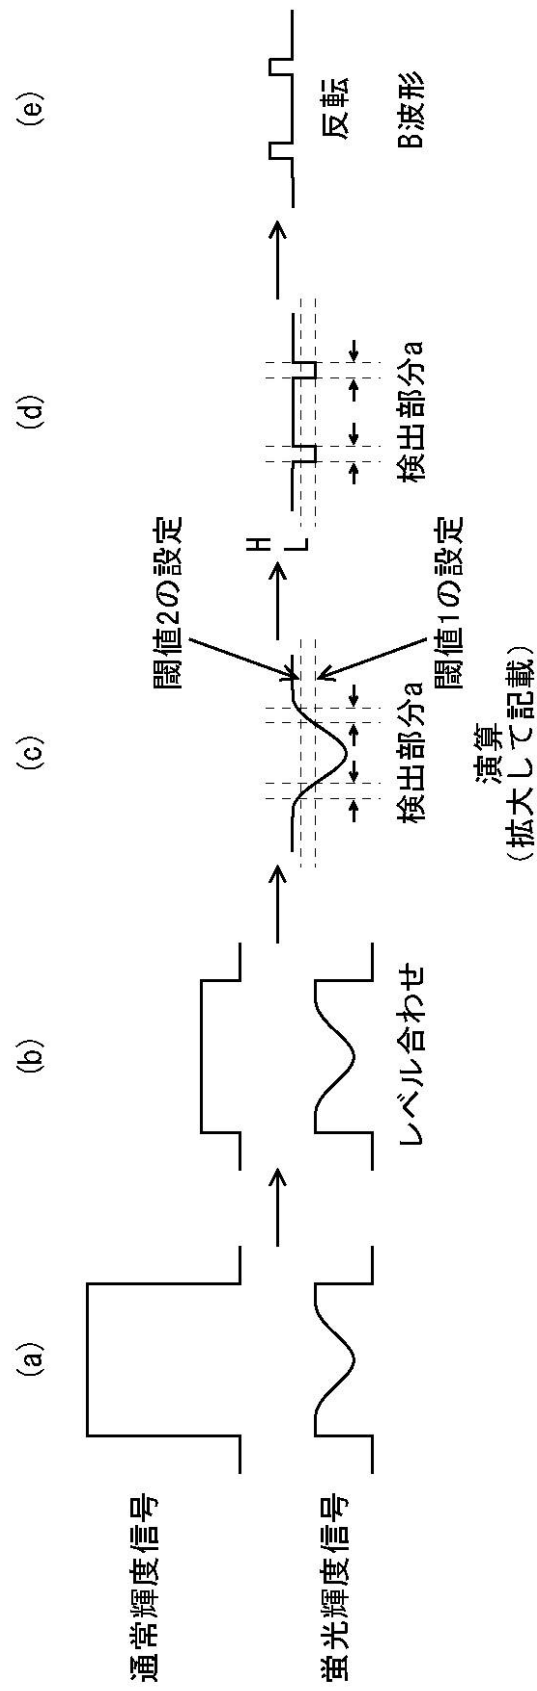 (a)
(b)
(c)
(d)
(e)
通常輝度信号
蛍光輝度信号
レベル合わせ
閾値2の設定
閾値1の設定
検出部分a
演算
(拡大して記載)
H
L
検出部分a
反転
B波形